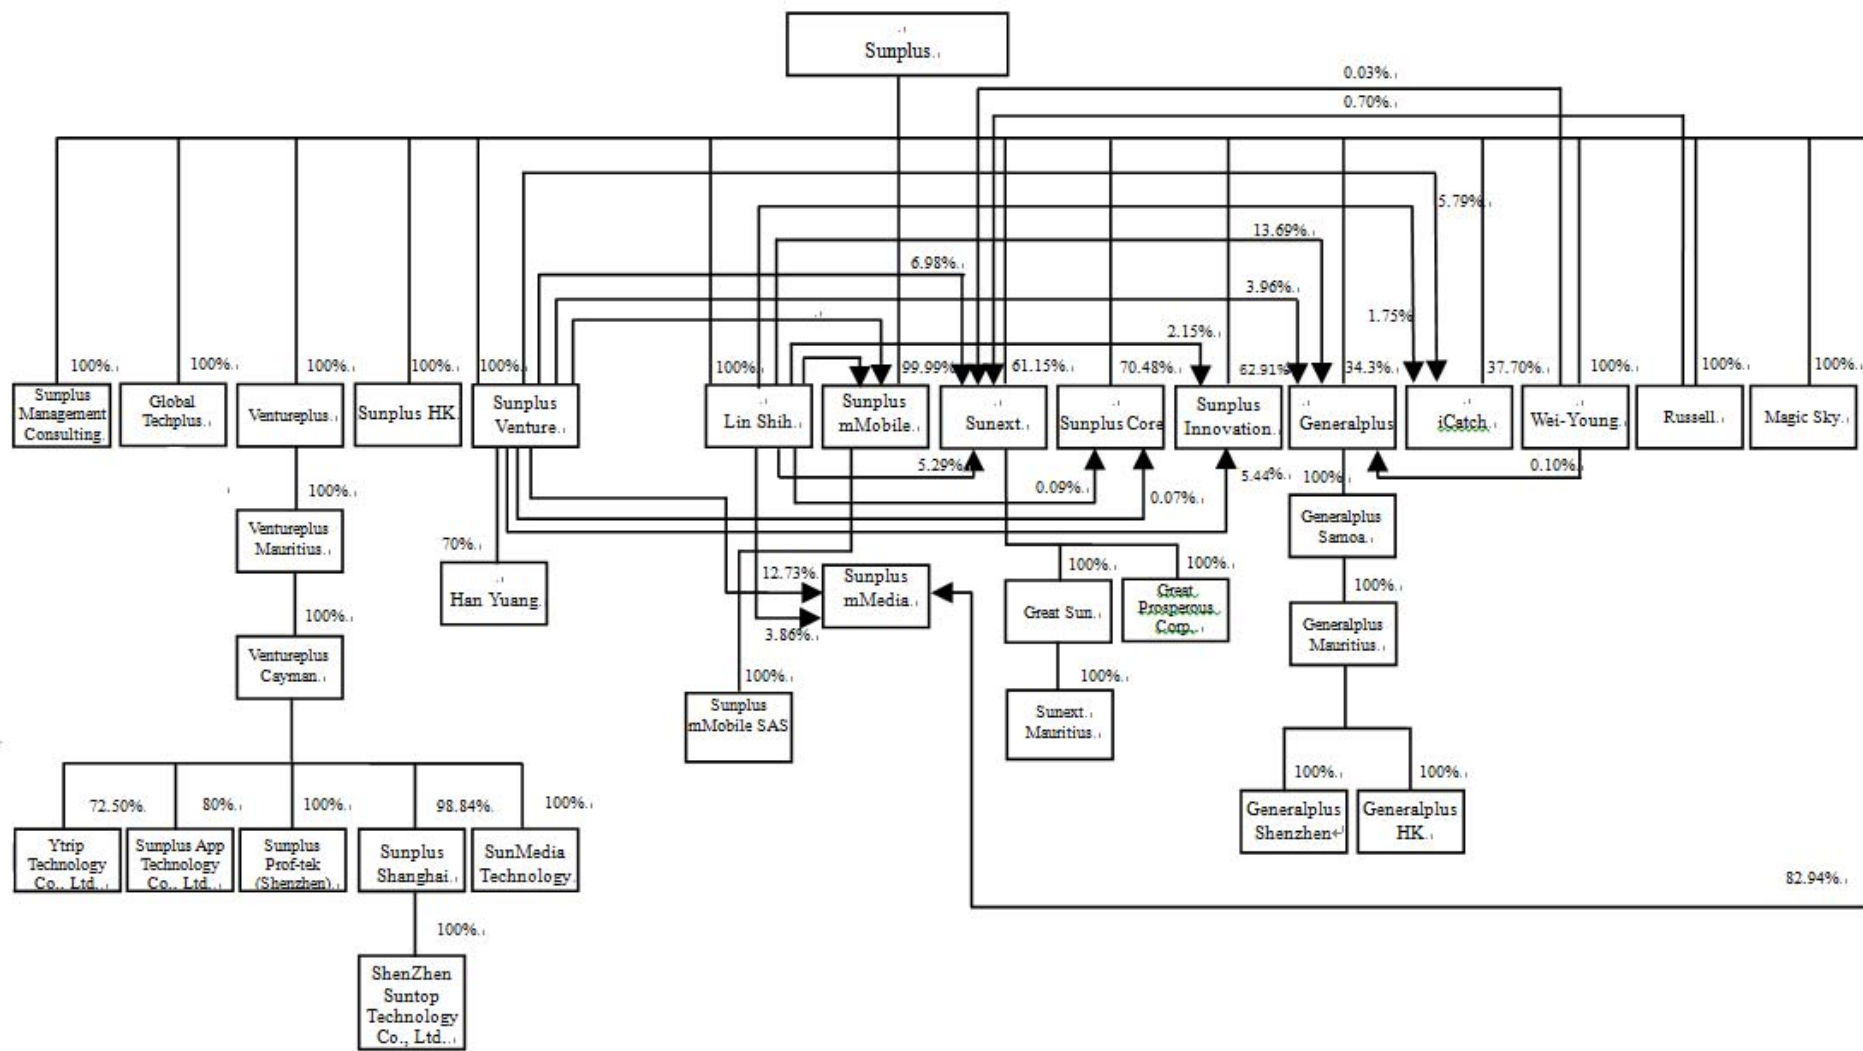 Sunplus
0.03%
0.70%
5.79%
13.69%
6.98%
3.96%
1.75%
2.15%
100%
100%
100%
100%
100%
100%
99.99%
61.15%
70.48%
62.91%
34.3%
37.70%
100%
100%
100%
Sunplus
Management
Consulting
Global
Techplus
Ventureplus
Sunplus HK
Sunplus
Venture
Lin Shih
Sunplus
mMobile
Sunext
Sunplus Core
Sunplus
Innovation
Generalplus
iCatch
Wei-Young
Russell
Magic Sky
5.29%
0.09%
0.07%
5.44%
100%
0.10%
100%
Ventureplus
Mauritius
Generalplus
Samoa
70%
Han Yuang
12.73%
Sunplus
mMedia
3.86%
100%
Great Sun
100%
Great
Prosperous
Corp.
100%
Generalplus
Mauritius
100%
Ventureplus
Cayman
100%
Sunplus
mMobile SAS
100%
Sunext
Mauritius
72.50%
80%
100%
98.84%
100%
100%
100%
Ytrip
Technology
Co., Ltd.
Sunplus App
Technology
Co., Ltd.
Sunplus
Prof-tek
(Shenzhen)
Sunplus
Shanghai
SunMedia
Technology
Generalplus
Shenzhen
Generalplus
HK
82.94%
100%
ShenZhen
Suntop
Technology
Co., Ltd.